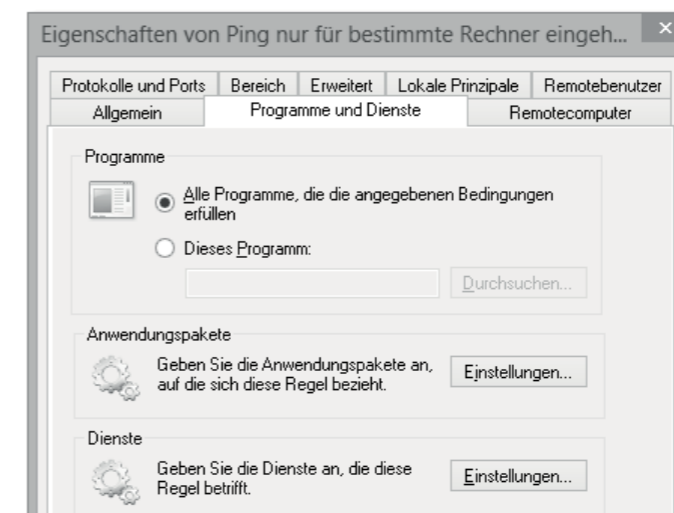 Eigenschaften von Ping nur für bestimmte Rechner eingeh...
Protokolle und Ports Bereich Erweitert Lokale Prinzipale Remotebenutzer
Allgemein Programme und Dienste Remotecomputer
Programme
Alle Programme, die die angegebenen Bedingungen
erfüllen
Dieses Programm:
Durchsuchen...
Anwendungspakete
Geben Sie die Anwendungspakete an,
auf die sich diese Regel bezieht.
Einstellungen...
Dienste
Geben Sie die Dienste an, die diese
Regel betrifft.
Einstellungen...